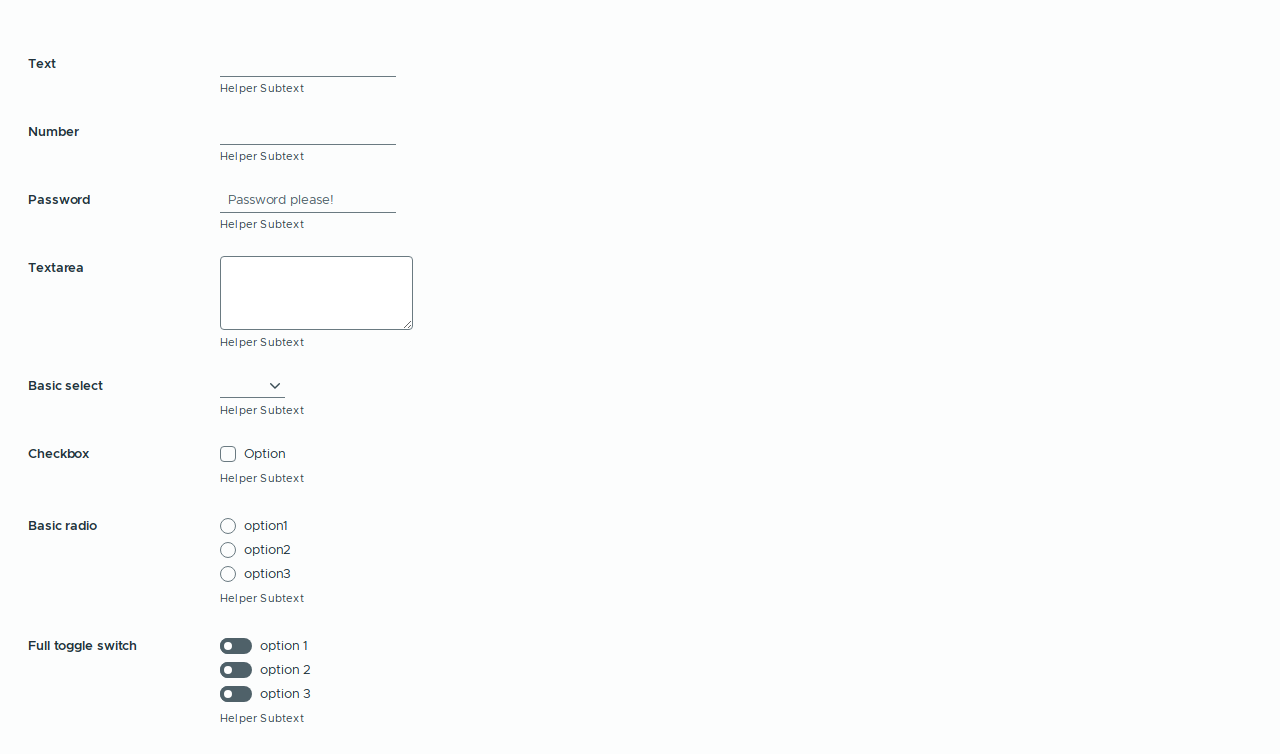 Text
Helper Subtext
Number
Helper Subtext
Password
Password please!
Helper Subtext
Textarea
Helper Subtext
Basic select
Helper Subtext
Checkbox
Option
Helper Subtext
Basic radio
option1
option2
option3
Helper Subtext
Full toggle switch
option 1
option 2
option 3
Helper Subtext